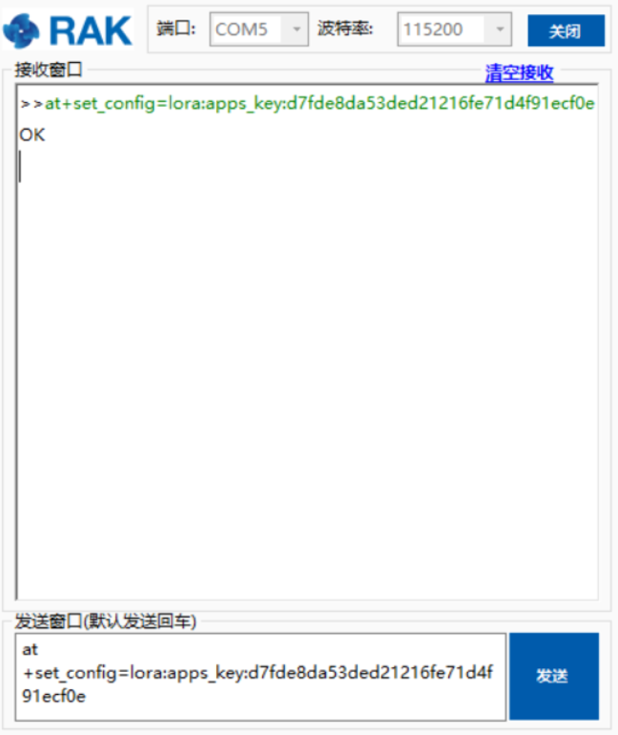 RAK 端口: COM5 波特率: 115200 关闭
接收窗口 清空接收
>>at+set_config=lora:apps_key:d7fde8da53ded21216fe71d4f91ecf0e
OK
发送窗口(默认发送回车)
at
+set_config=lora:apps_key:d7fde8da53ded21216fe71d4f
91ecf0e
发送